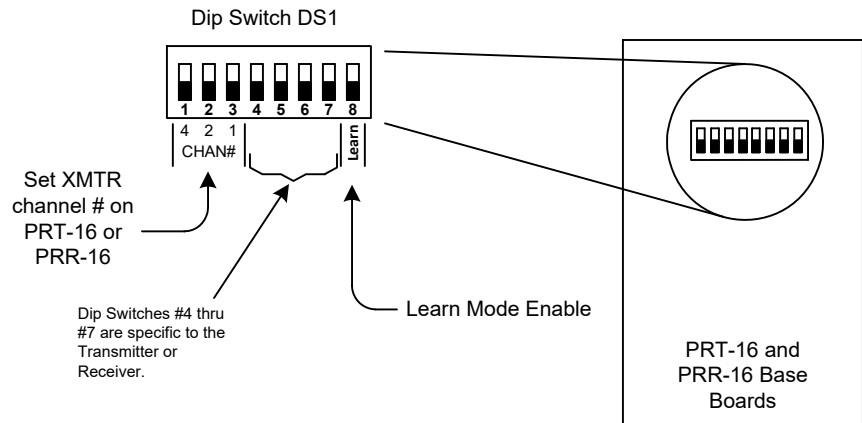 Dip Switch DS1
1 2 3 4 5 6 7 8
4 2 1
CHAN#
Learn
Set XMTR
channel # on
PRT-16 or
PRR-16
Dip Switches #4 thru
#7 are specific to the
Transmitter or
Receiver.
Learn Mode Enable
PRT-16 and
PRR-16 Base
Boards